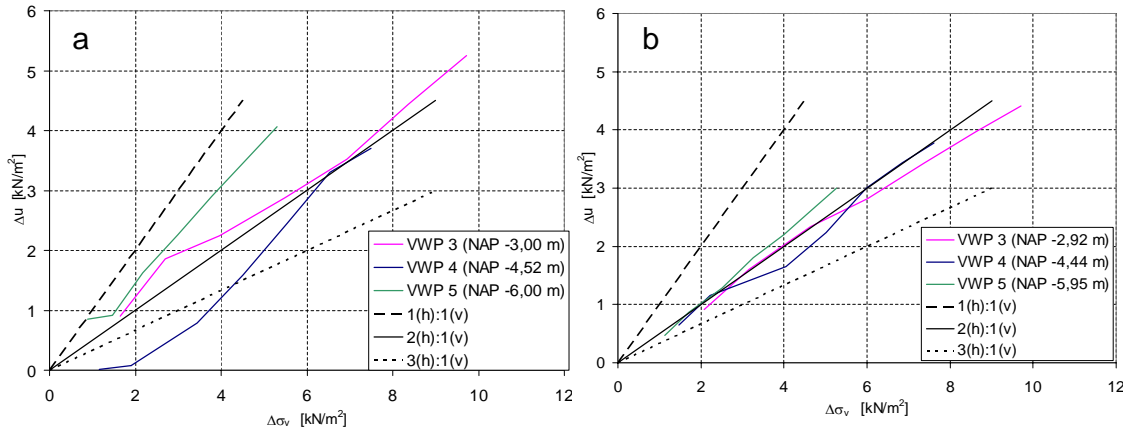 a
6
5
4
3
2
1
0
Δu [kN/m²]
0 2 4 6 8 10 12
Δσv [kN/m²]
VWP 3 (NAP -3,00 m)
VWP 4 (NAP -4,52 m)
VWP 5 (NAP -6,00 m)
1(h):1(v)
2(h):1(v)
3(h):1(v)
b
6
5
4
3
2
1
0
Δu [kN/m²]
0 2 4 6 8 10 12
Δσv [kN/m²]
VWP 3 (NAP -2,92 m)
VWP 4 (NAP -4,44 m)
VWP 5 (NAP -5,95 m)
1(h):1(v)
2(h):1(v)
3(h):1(v)